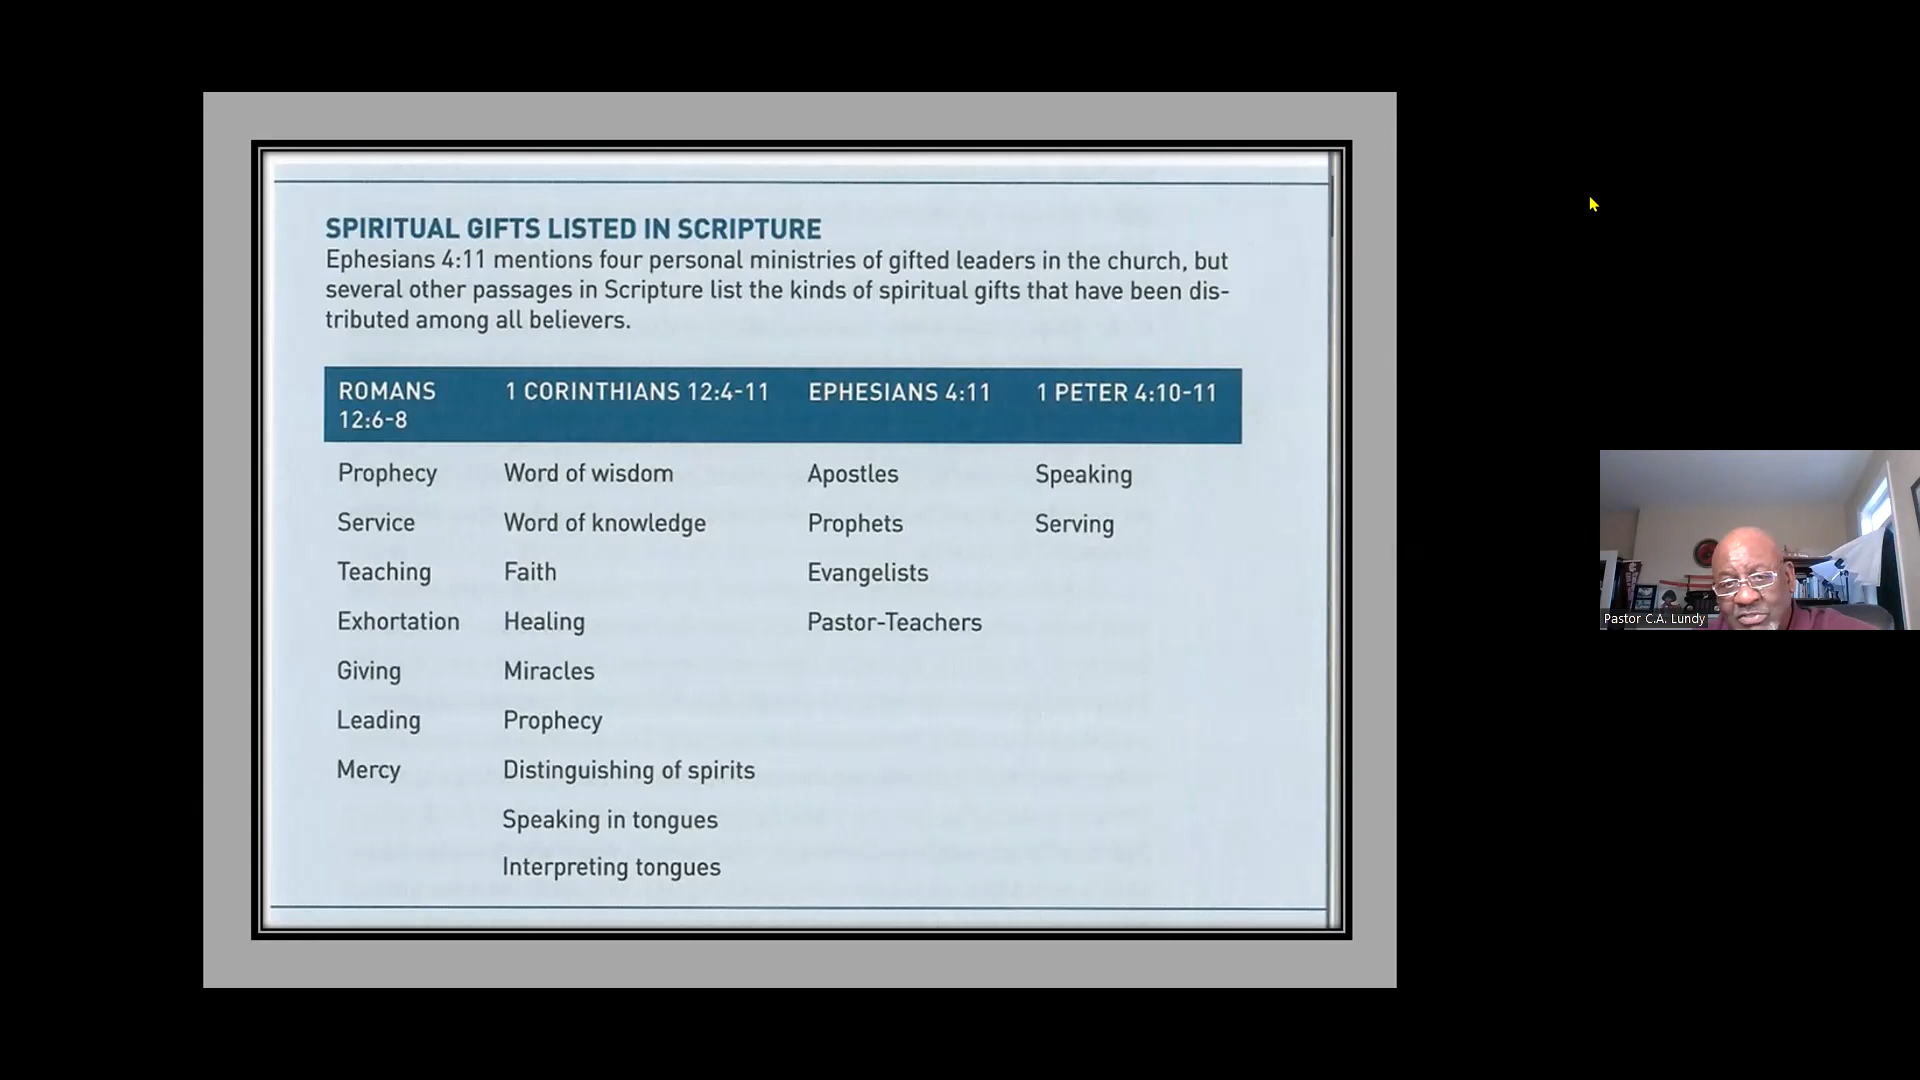 SPIRITUAL GIFTS LISTED IN SCRIPTURE
Ephesians 4:11 mentions four personal ministries of gifted leaders in the church, but
several other passages in Scripture list the kinds of spiritual gifts that have been dis-
tributed among all believers.
ROMANS 12:6-8
1 CORINTHIANS 12:4-11
EPHESIANS 4:11
1 PETER 4:10-11
Prophecy Word of wisdom Apostles Speaking
Service Word of knowledge Prophets Serving
Teaching Faith Evangelists
Exhortation Healing Pastor-Teachers
Giving Miracles
Leading Prophecy
Mercy Distinguishing of spirits
Speaking in tongues
Interpreting tongues
Pastor C.A. Lundy